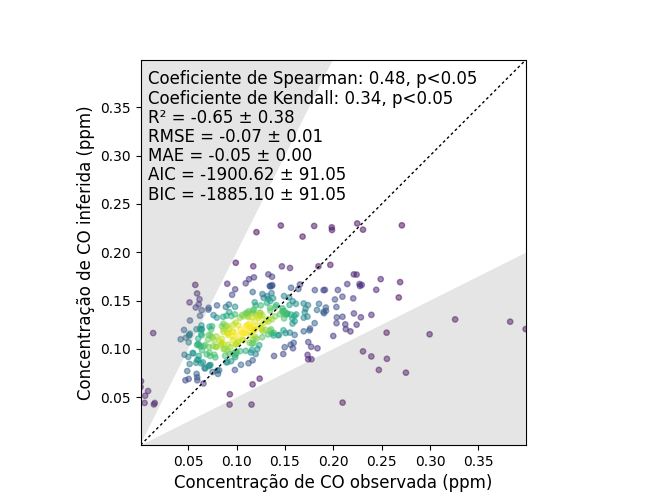 Coeficiente de Spearman: 0.48, p<0.05
Coeficiente de Kendall: 0.34, p<0.05
R² = -0.65 ± 0.38
RMSE = -0.07 ± 0.01
MAE = -0.05 ± 0.00
AIC = -1900.62 ± 91.05
BIC = -1885.10 ± 91.05
Concentração de CO inferida (ppm)
0.35
0.30
0.25
0.20
0.15
0.10
0.05
0.05 0.10 0.15 0.20 0.25 0.30 0.35
Concentração de CO observada (ppm)